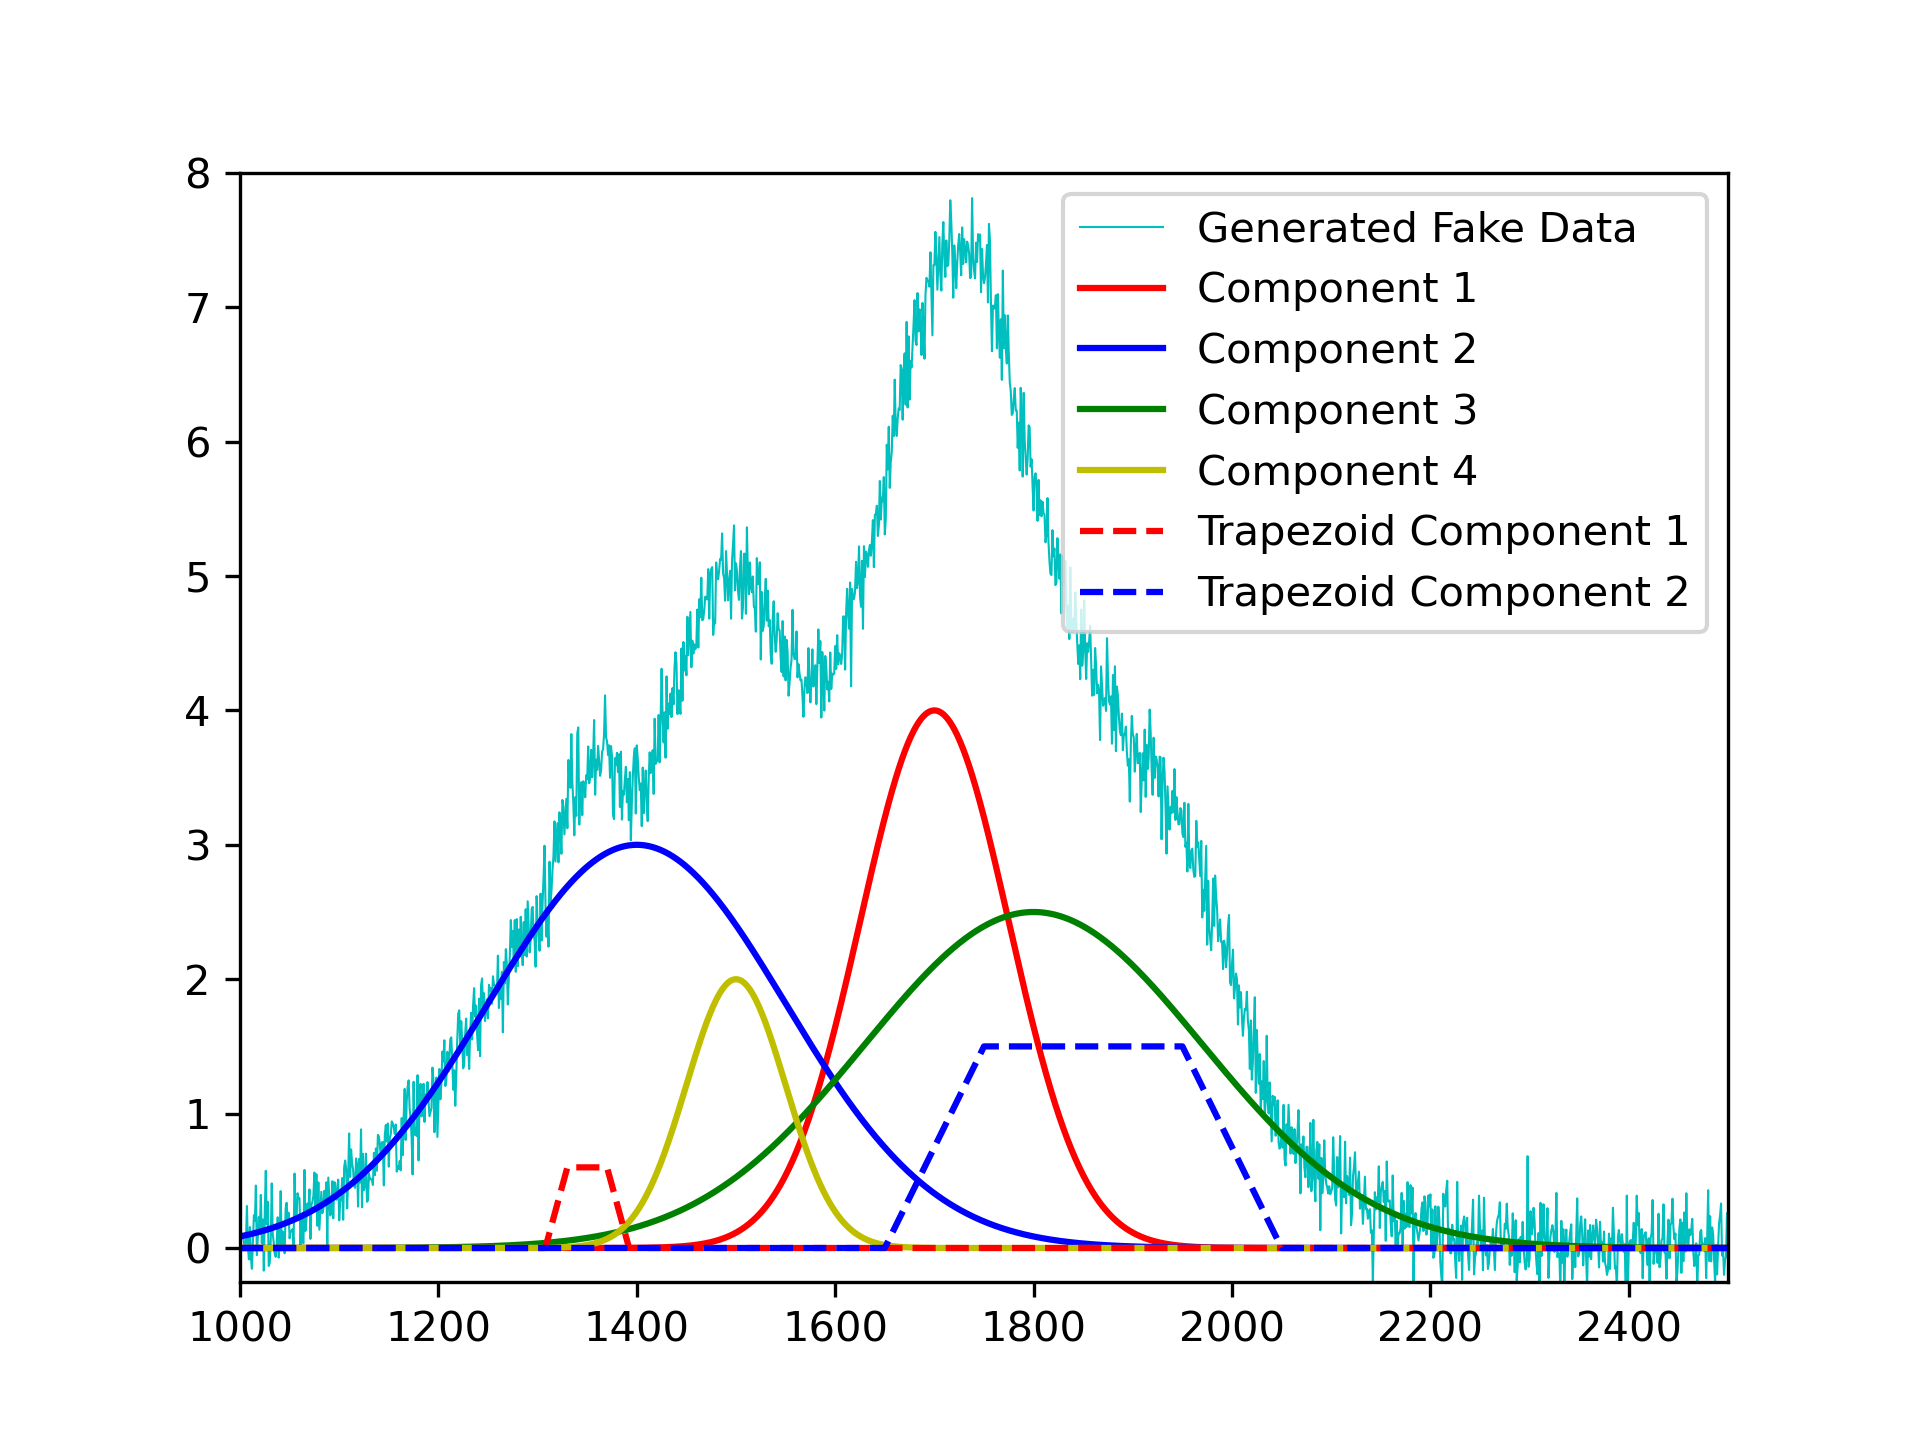 8
7
6
5
4
3
2
1
0
1000 1200 1400 1600 1800 2000 2200 2400
Generated Fake Data
Component 1
Component 2
Component 3
Component 4
Trapezoid Component 1
Trapezoid Component 2